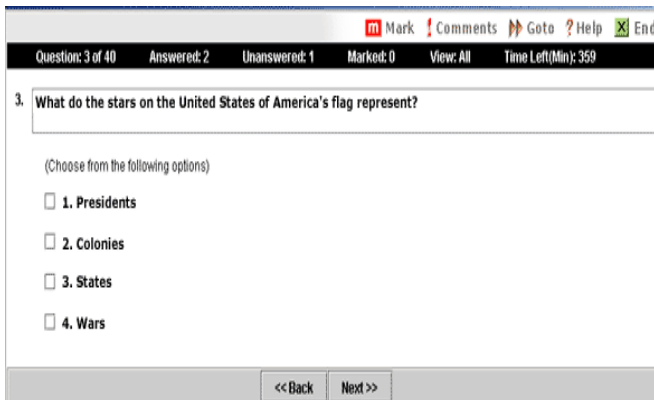 m Mark ! Comments Goto ? Help X End
Question: 3 of 40 Answered: 2 Unanswered: 1 Marked: 0 View: All Time Left(Min): 359
3. What do the stars on the United States of America's flag represent?
(Choose from the following options)
1. Presidents
2. Colonies
3. States
4. Wars
<< Back Next >>